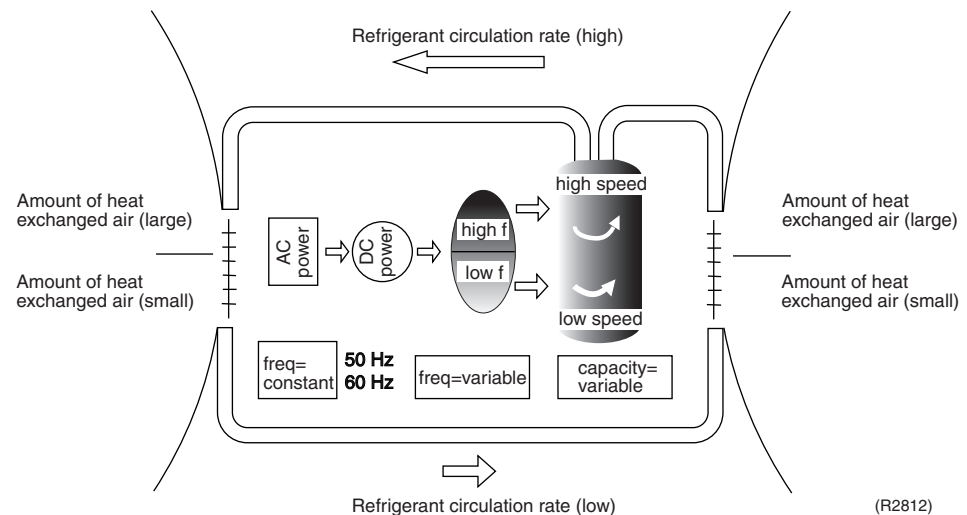 Refrigerant circulation rate (high)
Amount of heat
exchanged air (large)
Amount of heat
exchanged air (small)
AC
power
DC
power
high f
low f
high speed
low speed
Amount of heat
exchanged air (large)
Amount of heat
exchanged air (small)
freq=
constant
50 Hz
60 Hz
freq=variable
capacity=
variable
Refrigerant circulation rate (low)
(R2812)